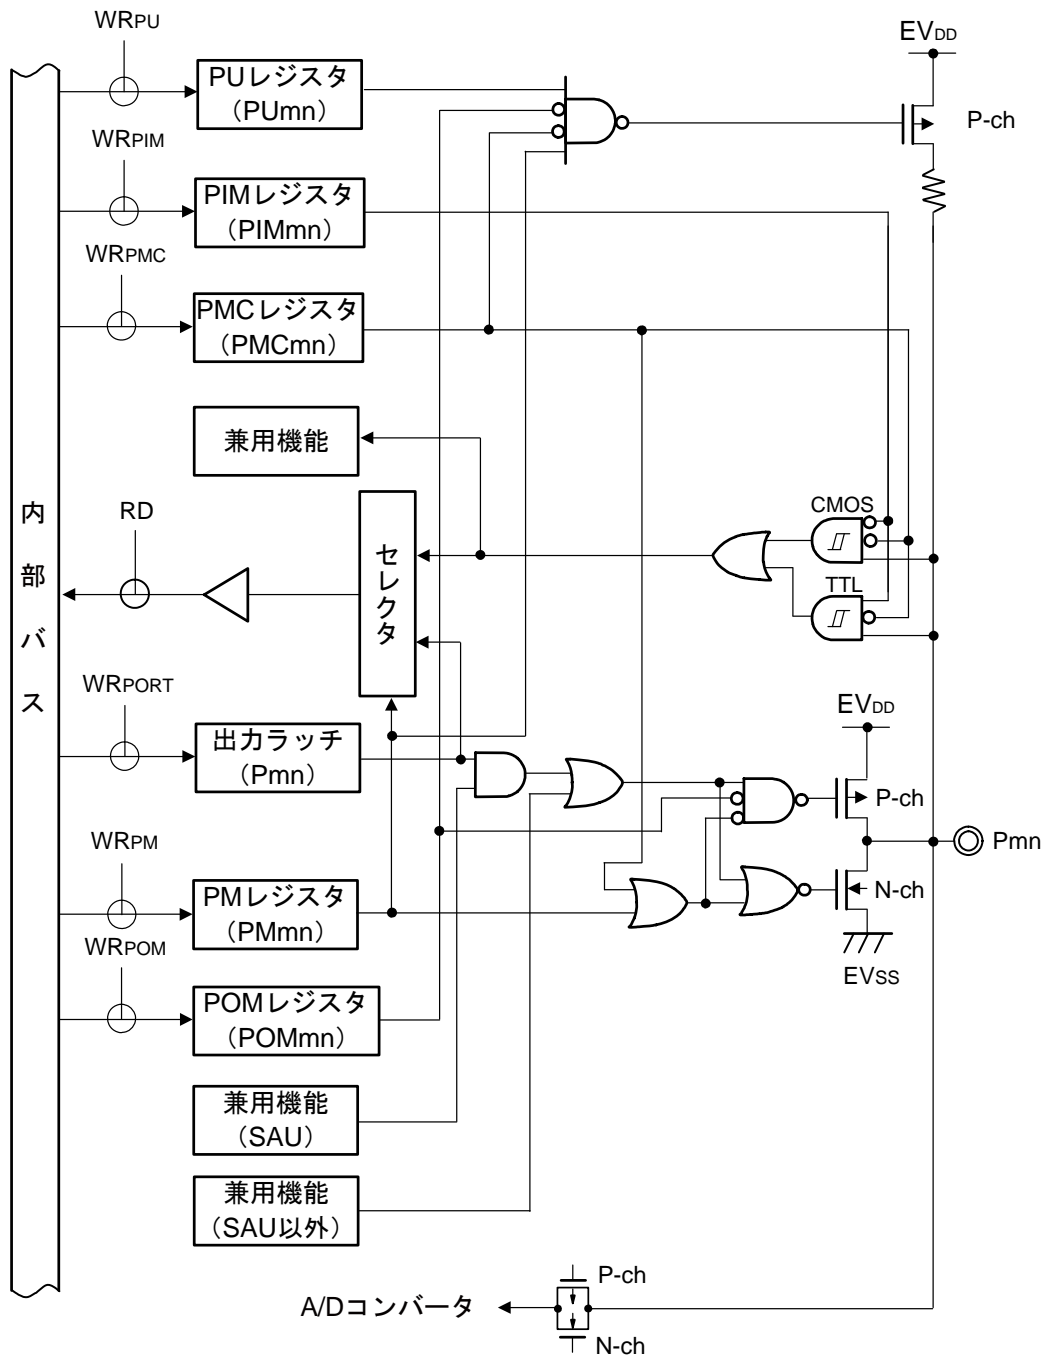 WRPU
EVDD
PUレジスタ
(PUmn)
P-ch
WRPIM
PIMレジスタ
(PIMmn)
WRPMC
PMCレジスタ
(PMCmn)
兼用機能
CMOS
内部バス
RD
セレクタ
TTL
WRPORT
EVDD
出力ラッチ
(Pmn)
P-ch
WRPM
Pmn
PMレジスタ
(PMmn)
N-ch
WRPOM
EVSS
POMレジスタ
(POMmn)
兼用機能
(SAU)
兼用機能
(SAU以外)
P-ch
A/Dコンバータ
N-ch